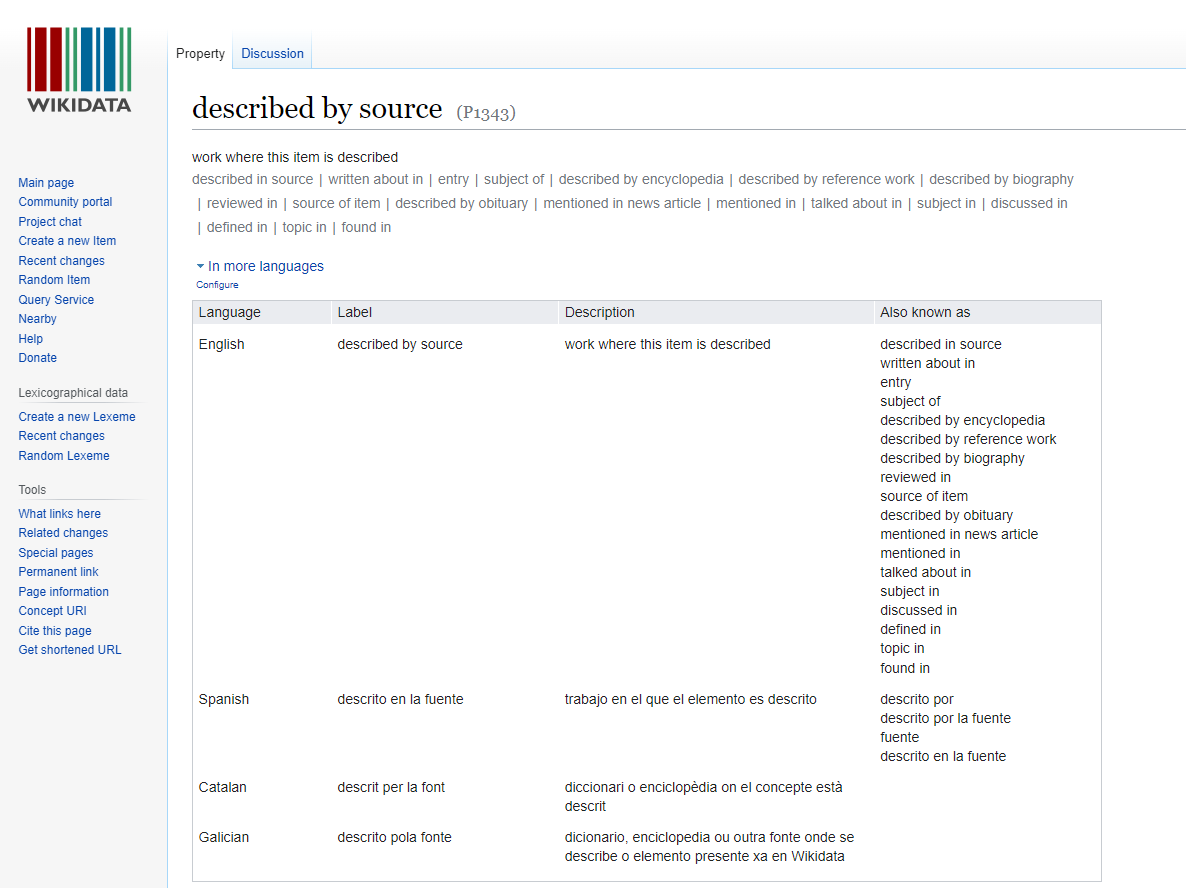 WIKIDATA
Property
Discussion
described by source (P1343)
work where this item is described
described in source | written about in | entry | subject of | described by encyclopedia | described by reference work | described by biography
| reviewed in | source of item | described by obituary | mentioned in news article | mentioned in | talked about in | subject in | discussed in
| defined in | topic in | found in
In more languages
Configure
Language Label Description Also known as
English described by source work where this item is described described in source
written about in
entry
subject of
described by encyclopedia
described by reference work
described by biography
reviewed in
source of item
described by obituary
mentioned in news article
mentioned in
talked about in
subject in
discussed in
defined in
topic in
found in
Spanish descrito en la fuente trabajo en el que el elemento es descrito descrito por
descrito por la fuente
fuente
descrito en la fuente
Catalan descrit per la font diccionari o enciclopèdia on el concepte està
descrit
Galician descrito pola fonte dicionario, enciclopedia ou outra fonte onde se
describe o elemento presente xa en Wikidata
Main page
Community portal
Project chat
Create a new Item
Recent changes
Random Item
Query Service
Nearby
Help
Donate
Lexicographical data
Create a new Lexeme
Recent changes
Random Lexeme
Tools
What links here
Related changes
Special pages
Permanent link
Page information
Concept URI
Cite this page
Get shortened URL